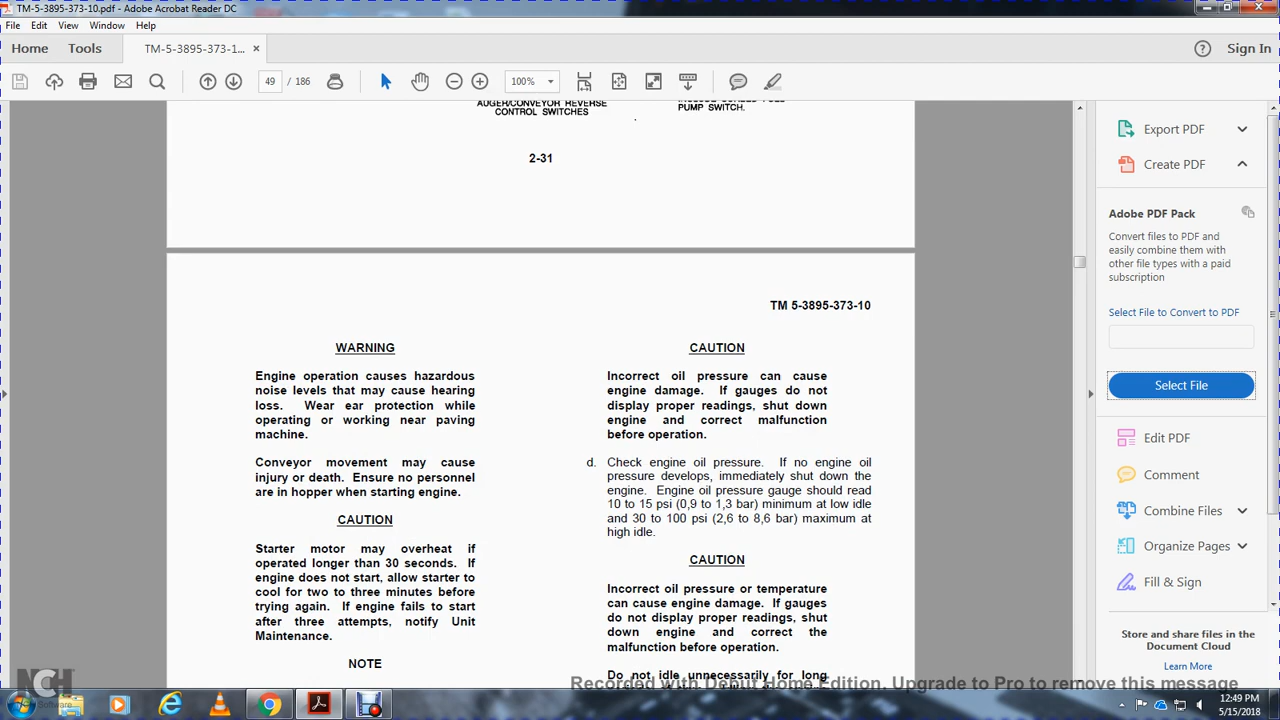 TM-5-3895-373-10.pdf - Adobe Acrobat Reader DC
File Edit View Window Help
Home Tools TM-5-3895-373-1... × Sign In
49 / 186 100%
AUGER/CONVEYOR REVERSE
CONTROL SWITCHES
PUMP SWITCH.
2-31
TM 5-3895-373-10
WARNING
Engine operation causes hazardous
noise levels that may cause hearing
loss. Wear ear protection while
operating or working near paving
machine.
Conveyor movement may cause
injury or death. Ensure no personnel
are in hopper when starting engine.
CAUTION
Starter motor may overheat if
operated longer than 30 seconds. If
engine does not start, allow starter to
cool for two to three minutes before
trying again. If engine fails to start
after three attempts, notify Unit
Maintenance.
NOTE
CAUTION
Incorrect oil pressure can cause
engine damage. If gauges do not
display proper readings, shut down
engine and correct malfunction
before operation.
d. Check engine oil pressure. If no engine oil
pressure develops, immediately shut down the
engine. Engine oil pressure gauge should read
10 to 15 psi (0,9 to 1,3 bar) minimum at low idle
and 30 to 100 psi (2,6 to 8,6 bar) maximum at
high idle.
CAUTION
Incorrect oil pressure or temperature
can cause engine damage. If gauges
do not display proper readings, shut
down engine and correct the
malfunction before operation.
Do not idle unnecessarily for long
Export PDF
Create PDF
Adobe PDF Pack
Convert files to PDF and
easily combine them with
other file types with a paid
subscription
Select File to Convert to PDF
Select File
Edit PDF
Comment
Combine Files
Organize Pages
Fill & Sign
Store and share files in the
Document Cloud
Learn More
NCH
Software
Recorded with Debut Home Edition. Upgrade to Pro to remove this message
12:49 PM
5/15/2018